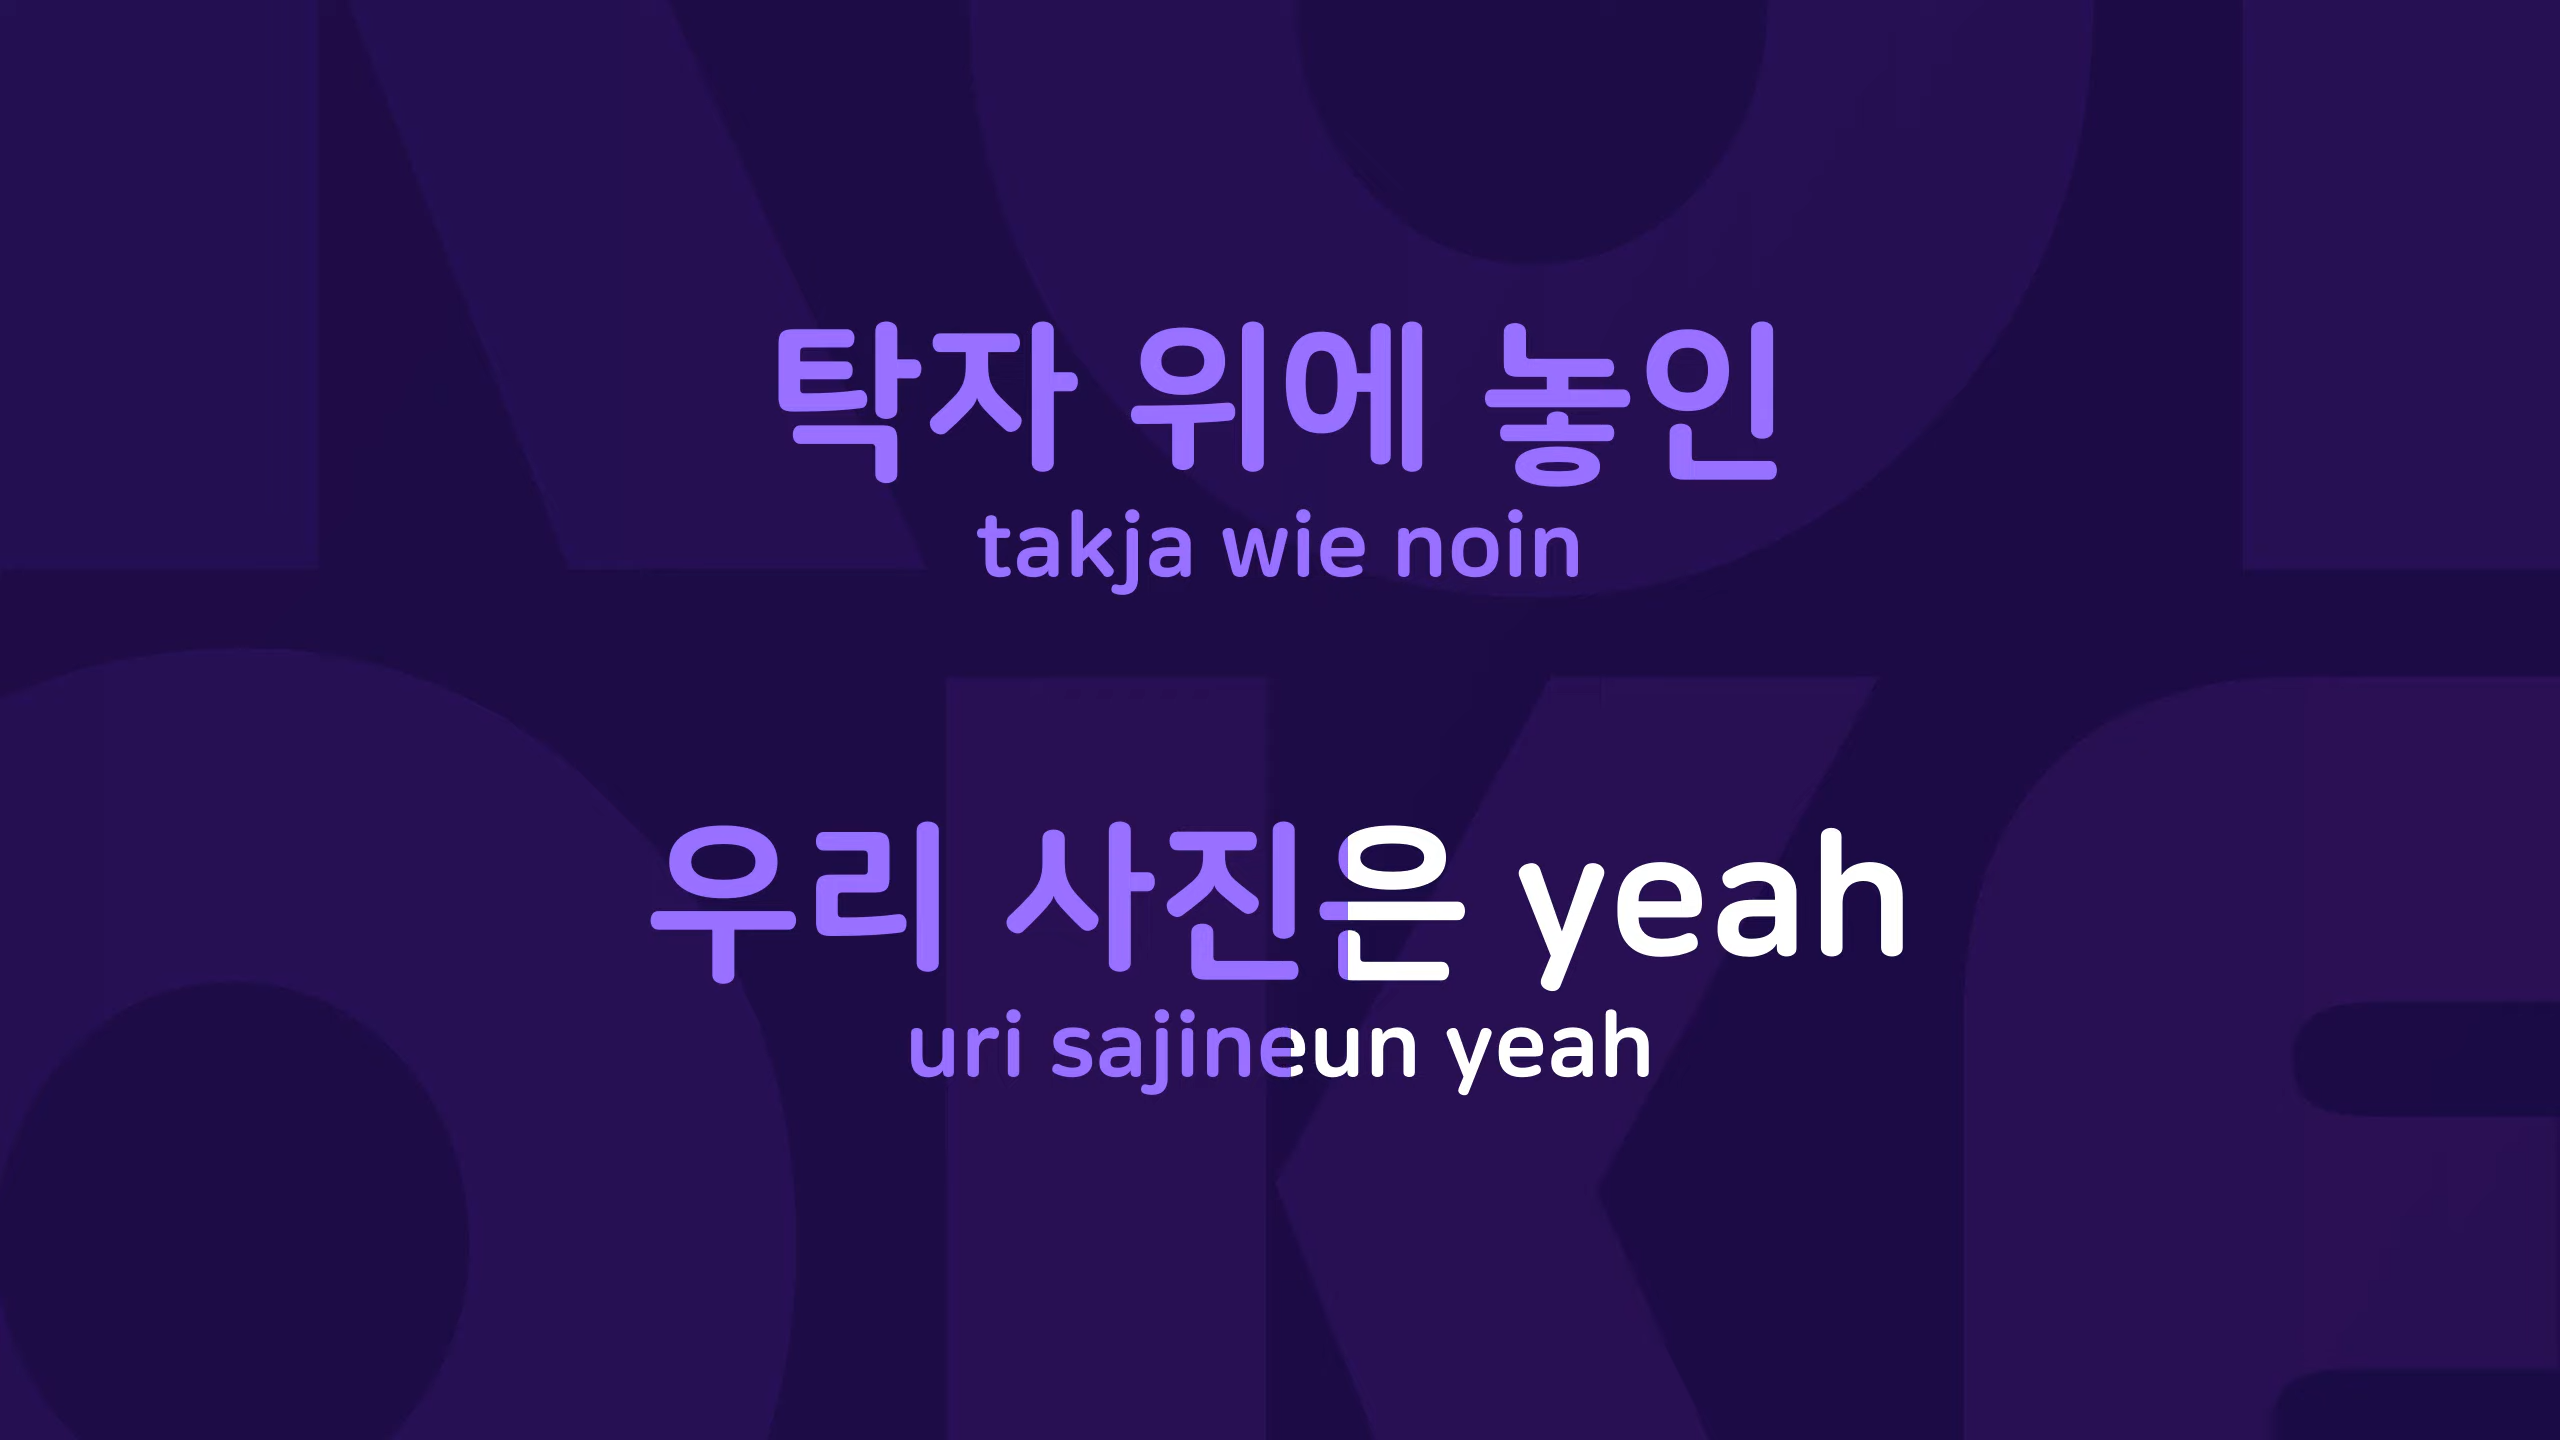 탁자 위에 놓인
takja wie noin
우리 사진은 yeah
uri sajineun yeah